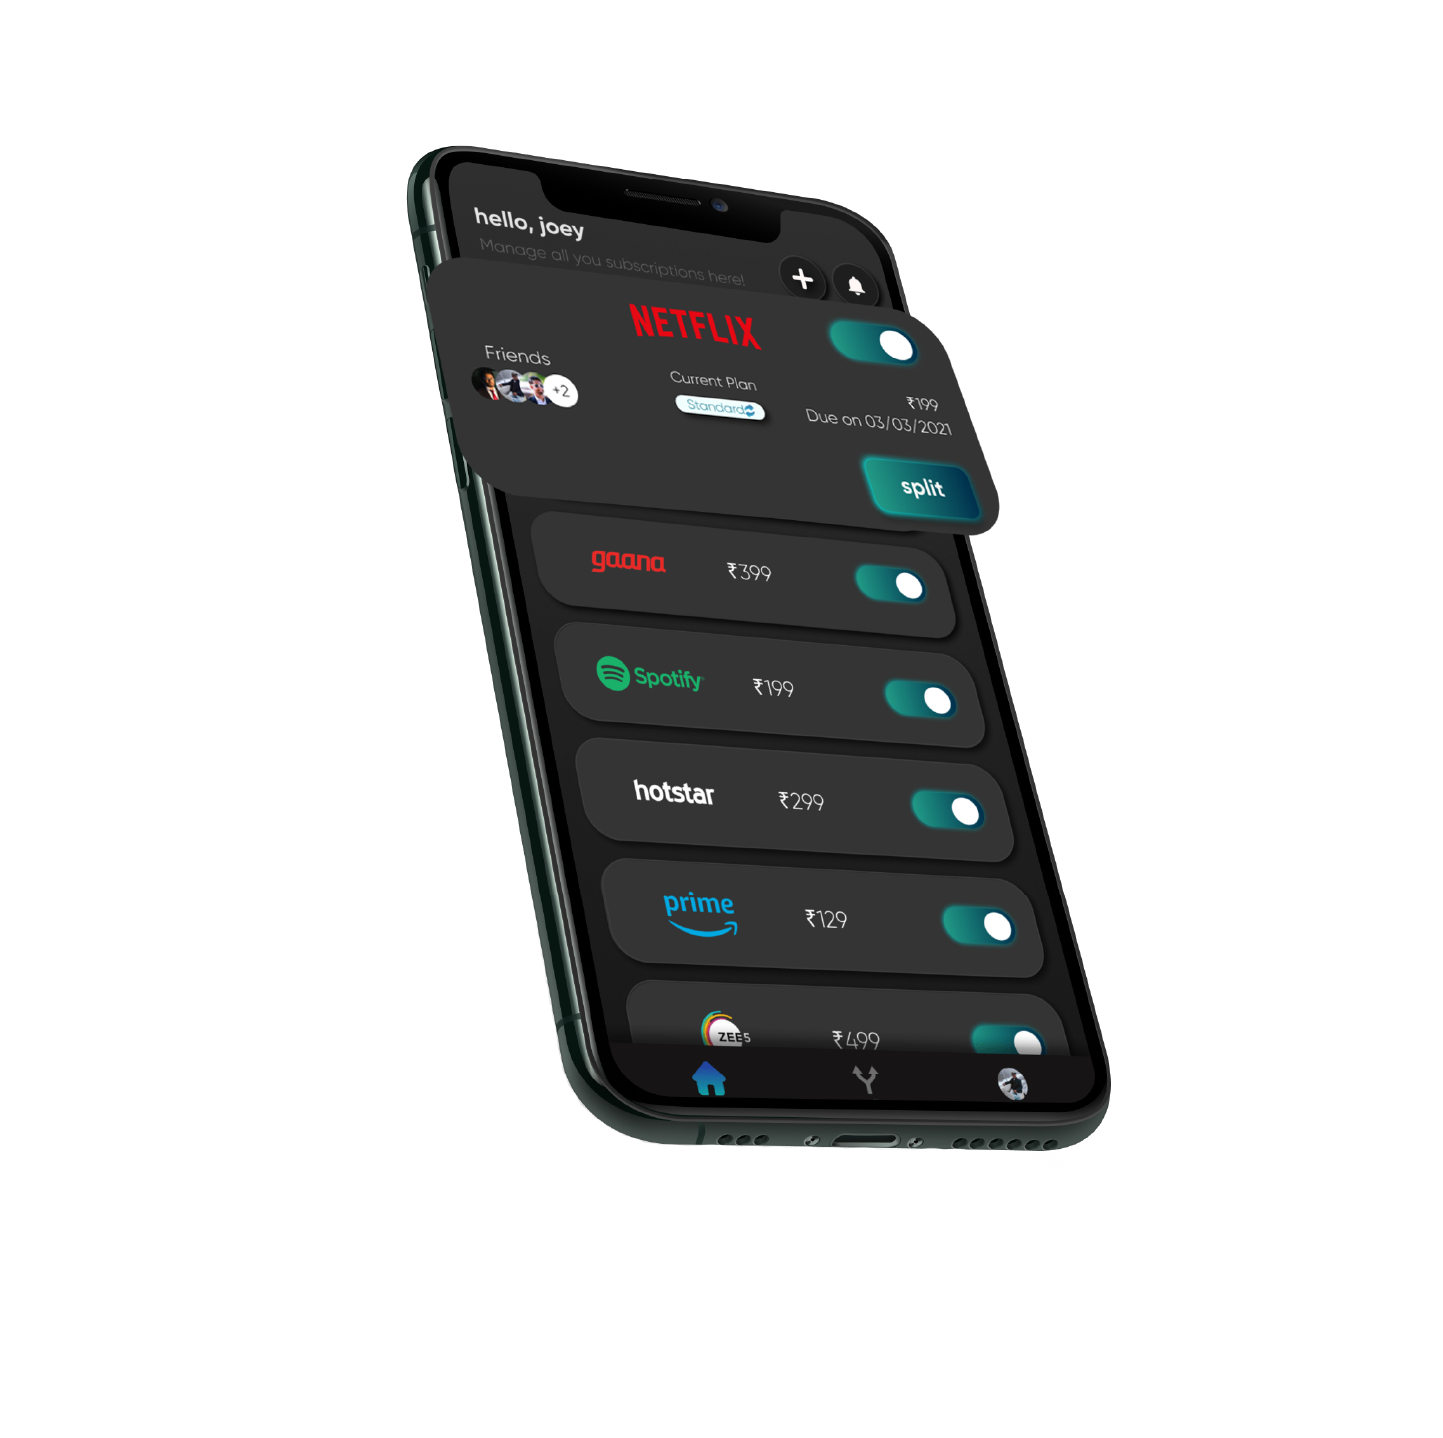 hello, joey
Manage all you subscriptions here!
NETFLIX
Friends
+2
Current Plan
Standard
₹199
Due on 03/03/2021
split
gaana
₹399
Spotify
₹199
hotstar
₹299
prime
₹129
ZEE5
₹499